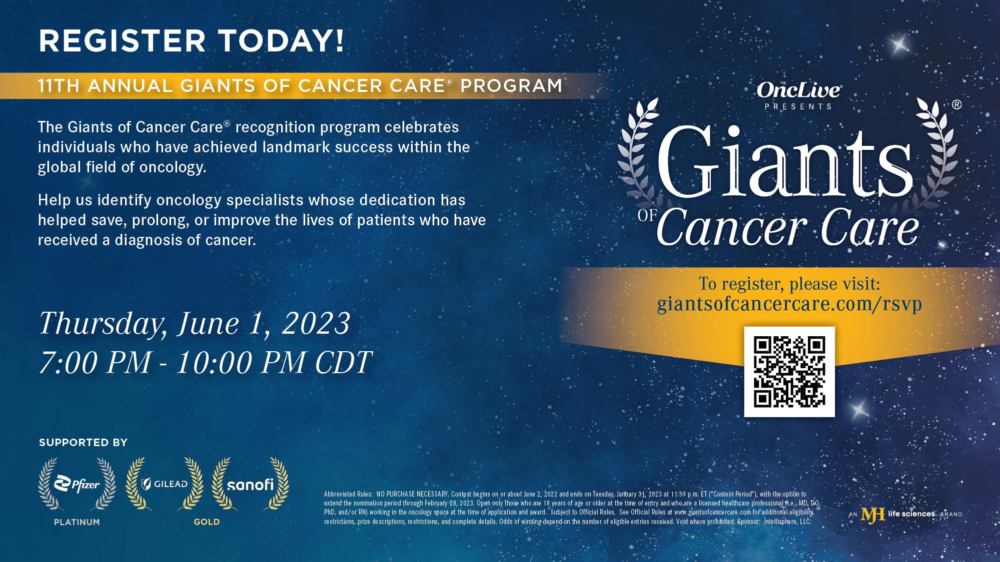 REGISTER TODAY!
11TH ANNUAL GIANTS OF CANCER CARE® PROGRAM
The Giants of Cancer Care® recognition program celebrates
individuals who have achieved landmark success within the
global field of oncology.
Help us identify oncology specialists whose dedication has
helped save, prolong, or improve the lives of patients who have
received a diagnosis of cancer.
Thursday, June 1, 2023
7:00 PM - 10:00 PM CDT
OncLive®
PRESENTS
Giants ®
OF Cancer Care
To register, please visit:
giantsofcancercare.com/rsvp
SUPPORTED BY
Pfizer
GILEAD
sanofi
PLATINUM
GOLD
Abbreviated Rules: NO PURCHASE NECESSARY. Contest begins on or about June 2, 2022 and ends on Tuesday, January 31, 2023 at 11:59 p.m. ET ("Contest Period"), with the option to
extend the nomination period through February 28, 2023. Open only those who are 18 years of age or older at the time of entry and who are a licensed healthcare professional (i.e., MD, DO,
PhD, and/or RN) working in the oncology space at the time of application and award. Subject to Official Rules. See Official Rules at www.giantsofcancercare.com for additional eligibility
restrictions, prize descriptions, restrictions, and complete details. Odds of winning depend on the number of eligible entries received. Void where prohibited. Sponsor: Intellisphere, LLC.
AN MJH life sciences BRAND